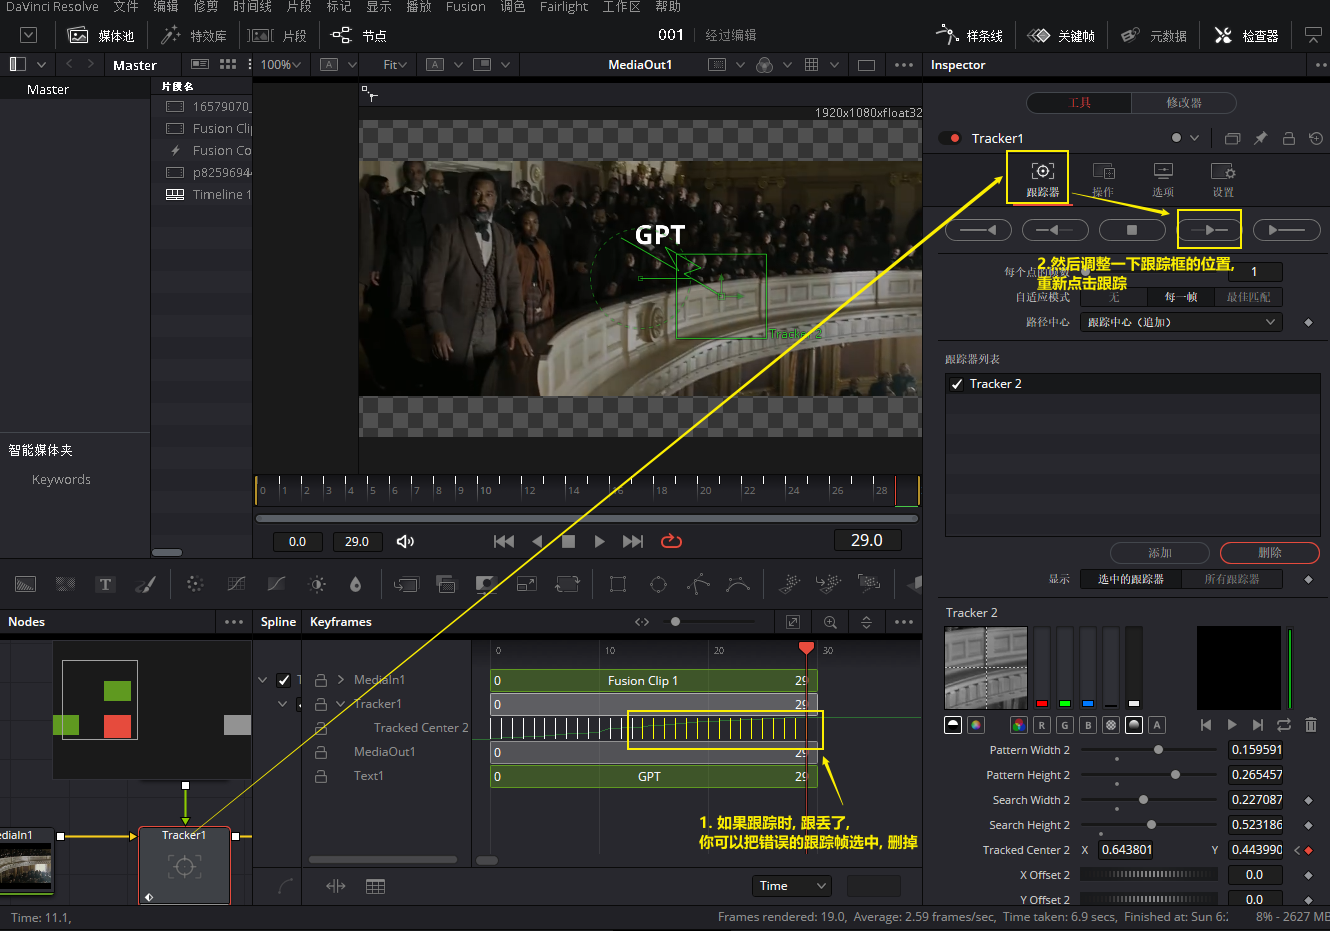 DaVinci Resolve 文件 编辑 修剪 时间线 片段 标记 显示 播放 Fusion 调色 Fairlight 工作区 帮助
媒体池 特效库 片段 节点 001 经过编辑 样条线 关键帧 元数据 检查器
Master 100% A Fit A MediaOut1 Inspector
Master
片段名
16579070_
Fusion Cli
Fusion Co
p8259694
Timeline 1
智能媒体夹
Keywords
1920x1080xfloat32
GPT
Tracker 2
0 1 2 3 4 5 6 7 8 9 10 12 14 16 18 20 22 24 26 28
0.0 29.0 29.0
工具 修改器
Tracker1
跟踪器 操作 选项 设置
2.然后调整一下跟踪框的位置,
重新点击跟踪
每个点的帧数 1
自适应模式 无 每一帧 最佳匹配
路径中心 跟踪中心（追加）
跟踪器列表
Tracker 2
添加 删除
显示 选中的跟踪器 所有跟踪器
Tracker 2
R G B A
Pattern Width 2 0.159591
Pattern Height 2 0.265457
Search Width 2 0.227087
Search Height 2 0.523186
Tracked Center 2 X 0.643801 Y 0.443990
X Offset 2 0.0
Y Offset 2 0.0
T
Nodes Spline Keyframes
0 10 20 30
MediaIn1 0 Fusion Clip 1 29
Tracker1 0 29
Tracked Center 2
MediaOut1 0 29
Text1 0 GPT 29
1. 如果跟踪时, 跟丢了,
你可以把错误的跟踪帧选中, 删掉
ediaIn1 Tracker1
Time
Time: 11.1, Frames rendered: 19.0, Average: 2.59 frames/sec, Time taken: 6.9 secs, Finished at: Sun 6:2 8% - 2627 MB